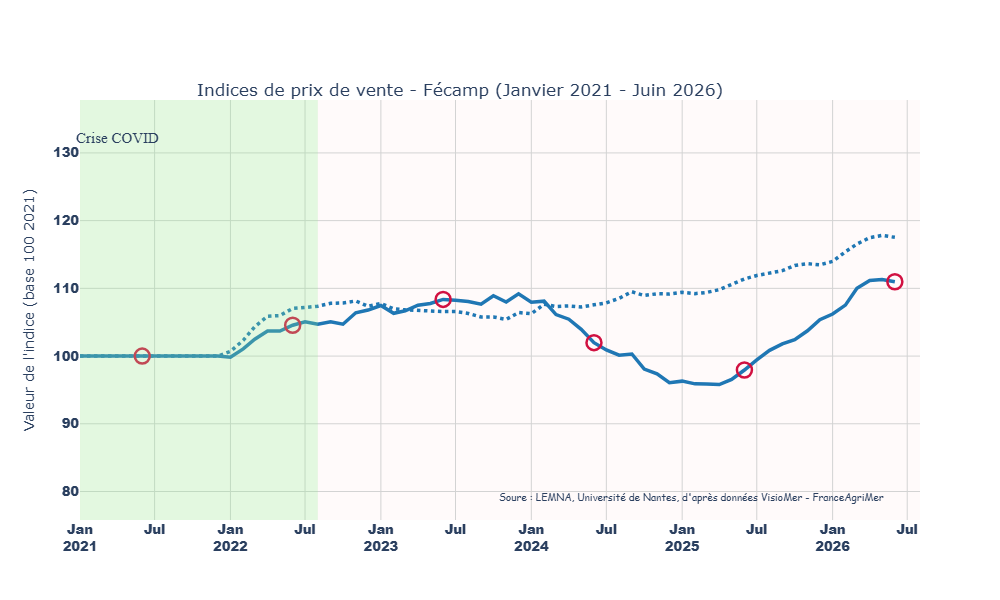 Indices de prix de vente - Fécamp (Janvier 2021 - Juin 2026)
Crise COVID
Valeur de l'indice (base 100 2021)
130
120
110
100
90
80
Soure : LEMNA, Université de Nantes, d'après données VisioMer - FranceAgriMer
Jan Jul Jan Jul Jan Jul Jan Jul Jan Jul Jan Jul
2021 2022 2023 2024 2025 2026